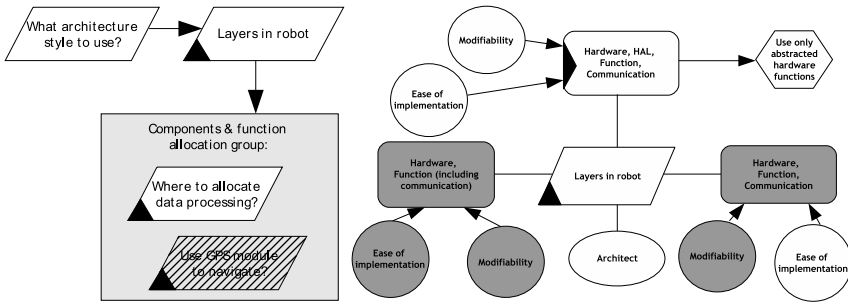 What architecture
style to use?
Layers in robot
Components & function
allocation group:
Where to allocate
data processing?
Use GPS module
to navigate?
Modifiability
Ease of
implementation
Hardware, HAL,
Function,
Communication
Use only
abstracted
hardware
functions
Hardware,
Function (including
communication)
Layers in robot
Hardware,
Function,
Communication
Ease of
implementation
Modifiability
Architect
Modifiability
Ease of
implementation